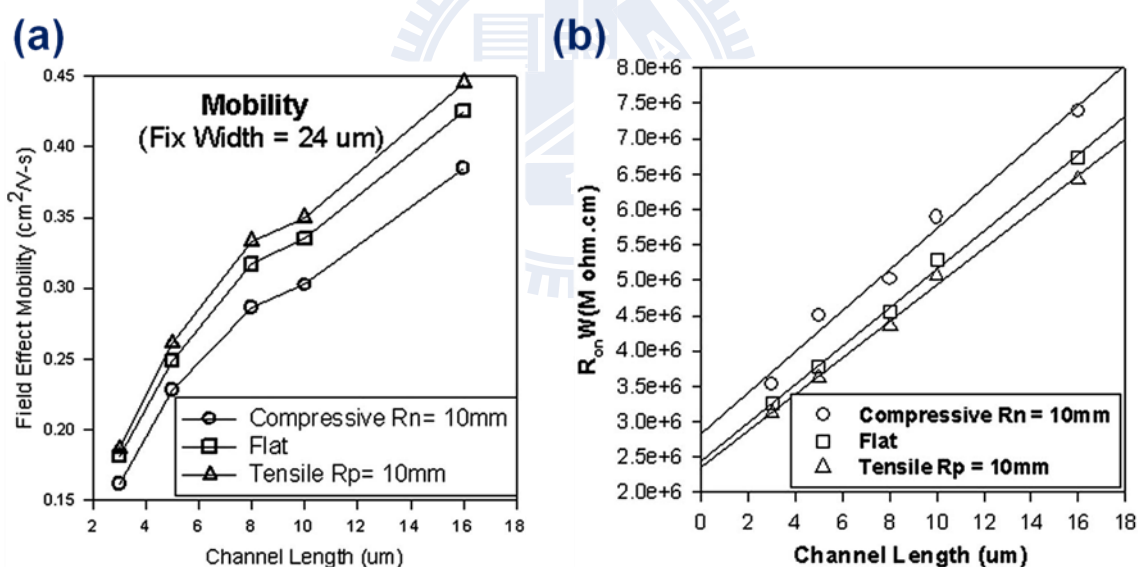 (a)
Mobility
(Fix Width = 24 um)
Field Effect Mobility (cm²/V-s)
0.45
0.40
0.35
0.30
0.25
0.20
0.15
Compressive Rn= 10mm
Flat
Tensile Rp= 10mm
2 4 6 8 10 12 14 16 18
Channel Length (um)
(b)
RonW(M ohm.cm)
8.0e+6
7.5e+6
7.0e+6
6.5e+6
6.0e+6
5.5e+6
5.0e+6
4.5e+6
4.0e+6
3.5e+6
3.0e+6
2.5e+6
2.0e+6
Compressive Rn = 10mm
Flat
Tensile Rp = 10mm
0 2 4 6 8 10 12 14 16 18
Channel Length (um)